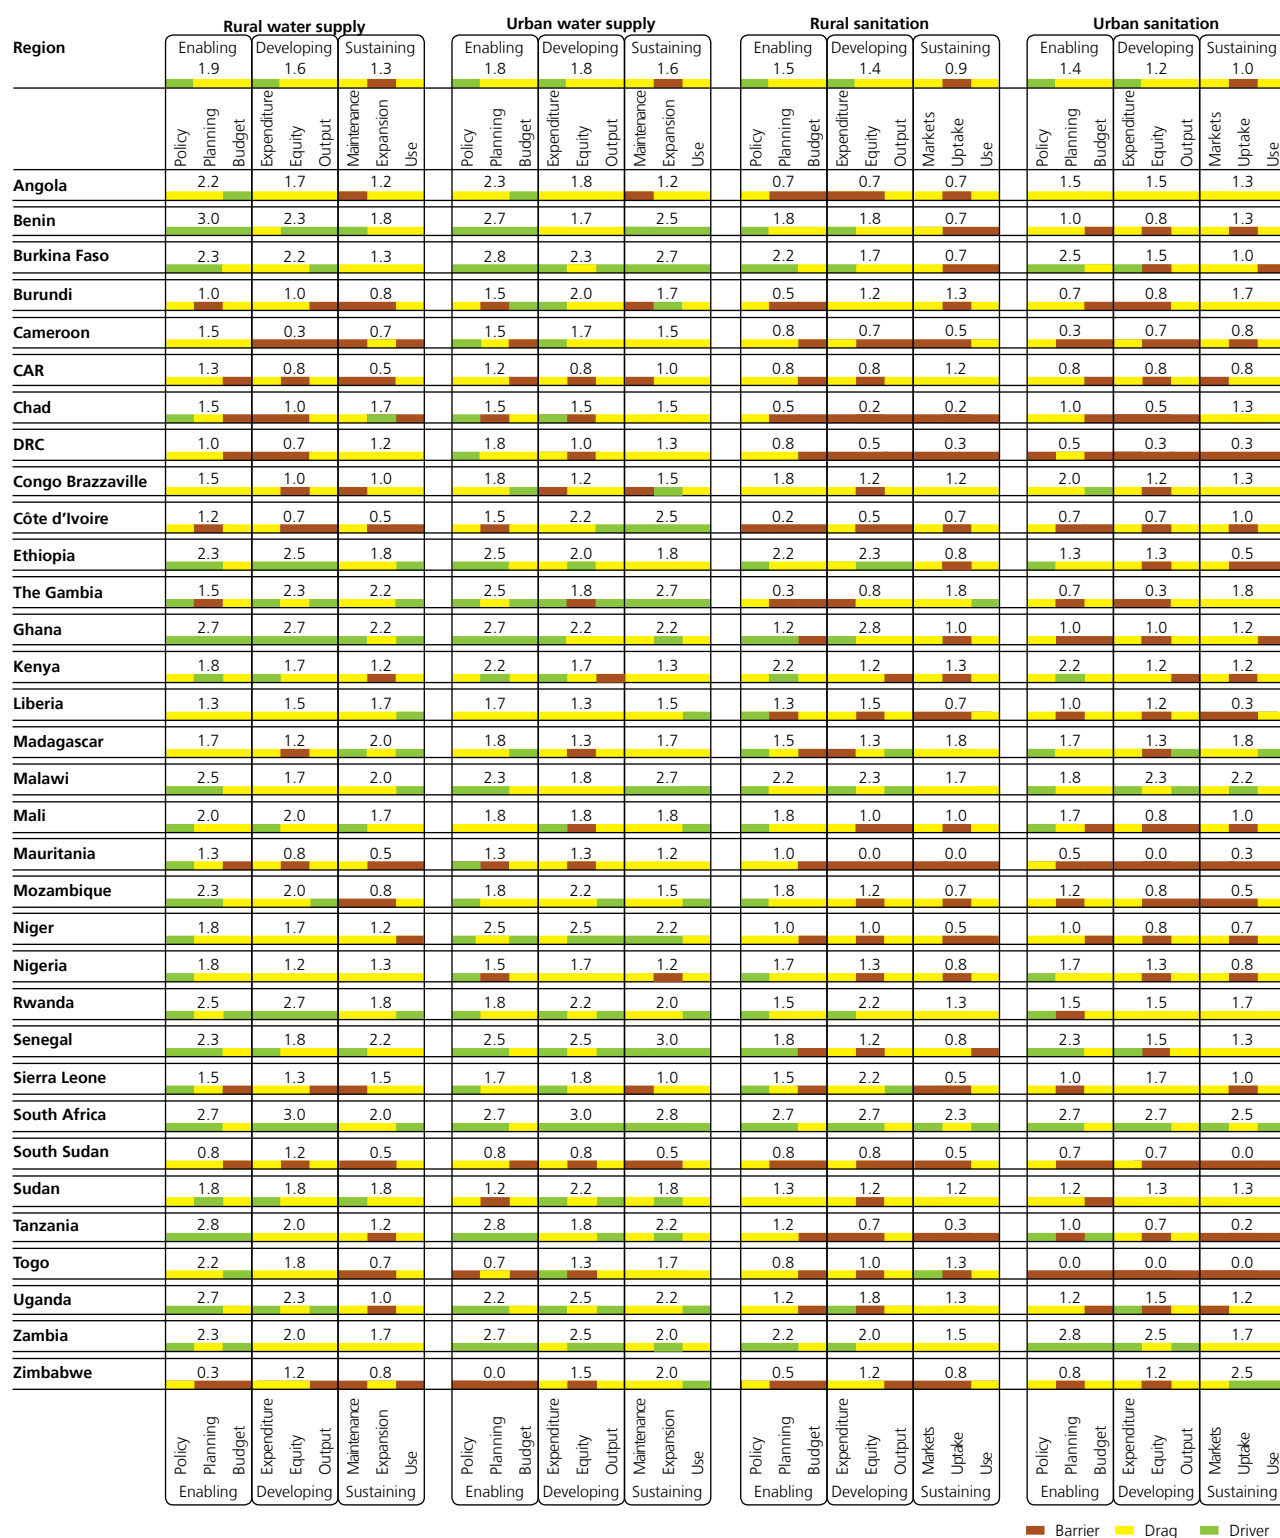 Rural water supply Urban water supply Rural sanitation Urban sanitation
Region Enabling Developing Sustaining Enabling Developing Sustaining Enabling Developing Sustaining Enabling Developing Sustaining
1.9 1.6 1.3 1.8 1.8 1.6 1.5 1.4 0.9 1.4 1.2 1.0
Policy Planning Budget Expenditure Equity Output Maintenance Expansion Use Policy Planning Budget Expenditure Equity Output Maintenance Expansion Use Policy Planning Budget Expenditure Equity Output Markets Uptake Use Policy Planning Budget Expenditure Equity Output Markets Uptake Use
Angola 2.2 1.7 1.2 2.3 1.8 1.2 0.7 0.7 0.7 1.5 1.5 1.3
Benin 3.0 2.3 1.8 2.7 1.7 2.5 1.8 1.8 0.7 1.0 0.8 1.3
Burkina Faso 2.3 2.2 1.3 2.8 2.3 2.7 2.2 1.7 0.7 2.5 1.5 1.0
Burundi 1.0 1.0 0.8 1.5 2.0 1.7 0.5 1.2 1.3 0.7 0.8 1.7
Cameroon 1.5 0.3 0.7 1.5 1.7 1.5 0.8 0.7 0.5 0.3 0.7 0.8
CAR 1.3 0.8 0.5 1.2 0.8 1.0 0.8 0.8 1.2 0.8 0.8 0.8
Chad 1.5 1.0 1.7 1.5 1.5 1.5 0.5 0.2 0.2 1.0 0.5 1.3
DRC 1.0 0.7 1.2 1.8 1.0 1.3 0.8 0.5 0.3 0.5 0.3 0.3
Congo Brazzaville 1.5 1.0 1.0 1.8 1.2 1.5 1.8 1.2 1.2 2.0 1.2 1.3
Côte d'Ivoire 1.2 0.7 0.5 1.5 2.2 2.5 0.2 0.5 0.7 0.7 0.7 1.0
Ethiopia 2.3 2.5 1.8 2.5 2.0 1.8 2.2 2.3 0.8 1.3 1.3 0.5
The Gambia 1.5 2.3 2.2 2.5 1.8 2.7 0.3 0.8 1.8 0.7 0.3 1.8
Ghana 2.7 2.7 2.2 2.7 2.2 2.2 1.2 2.8 1.0 1.0 1.0 1.2
Kenya 1.8 1.7 1.2 2.2 1.7 1.3 2.2 1.2 1.3 2.2 1.2 1.2
Liberia 1.3 1.5 1.7 1.7 1.3 1.5 1.3 1.5 0.7 1.0 1.2 0.3
Madagascar 1.7 1.2 2.0 1.8 1.3 1.7 1.5 1.3 1.8 1.7 1.3 1.8
Malawi 2.5 1.7 2.0 2.3 1.8 2.7 2.2 2.3 1.7 1.8 2.3 2.2
Mali 2.0 2.0 1.7 1.8 1.8 1.8 1.8 1.0 1.0 1.7 0.8 1.0
Mauritania 1.3 0.8 0.5 1.3 1.3 1.2 1.0 0.0 0.0 0.5 0.0 0.3
Mozambique 2.3 2.0 0.8 1.8 2.2 1.5 1.8 1.2 0.7 1.2 0.8 0.5
Niger 1.8 1.7 1.2 2.5 2.5 2.2 1.0 1.0 0.5 1.0 0.8 0.7
Nigeria 1.8 1.2 1.3 1.5 1.7 1.2 1.7 1.3 0.8 1.7 1.3 0.8
Rwanda 2.5 2.7 1.8 1.8 2.2 2.0 1.5 2.2 1.3 1.5 1.5 1.7
Senegal 2.3 1.8 2.2 2.5 2.5 3.0 1.8 1.2 0.8 2.3 1.5 1.3
Sierra Leone 1.5 1.3 1.5 1.7 1.8 1.0 1.5 2.2 0.5 1.0 1.7 1.0
South Africa 2.7 3.0 2.0 2.7 3.0 2.8 2.7 2.7 2.3 2.7 2.7 2.5
South Sudan 0.8 1.2 0.5 0.8 0.8 0.5 0.8 0.8 0.5 0.7 0.7 0.0
Sudan 1.8 1.8 1.8 1.2 2.2 1.8 1.3 1.2 1.2 1.2 1.3 1.3
Tanzania 2.8 2.0 1.2 2.8 1.8 2.2 1.2 0.7 0.3 1.0 0.7 0.2
Togo 2.2 1.8 0.7 0.7 1.3 1.7 0.8 1.0 1.3 0.0 0.0 0.0
Uganda 2.7 2.3 1.0 2.2 2.5 2.2 1.2 1.8 1.3 1.2 1.5 1.2
Zambia 2.3 2.0 1.7 2.7 2.5 2.0 2.2 2.0 1.5 2.8 2.5 1.7
Zimbabwe 0.3 1.2 0.8 0.0 1.5 2.0 0.5 1.2 0.8 0.8 1.2 2.5
Policy Planning Budget Expenditure Equity Output Maintenance Expansion Use Policy Planning Budget Expenditure Equity Output Maintenance Expansion Use Policy Planning Budget Expenditure Equity Output Markets Uptake Use Policy Planning Budget Expenditure Equity Output Markets Uptake Use
Enabling Developing Sustaining Enabling Developing Sustaining Enabling Developing Sustaining Enabling Developing Sustaining
Barrier Drag Driver